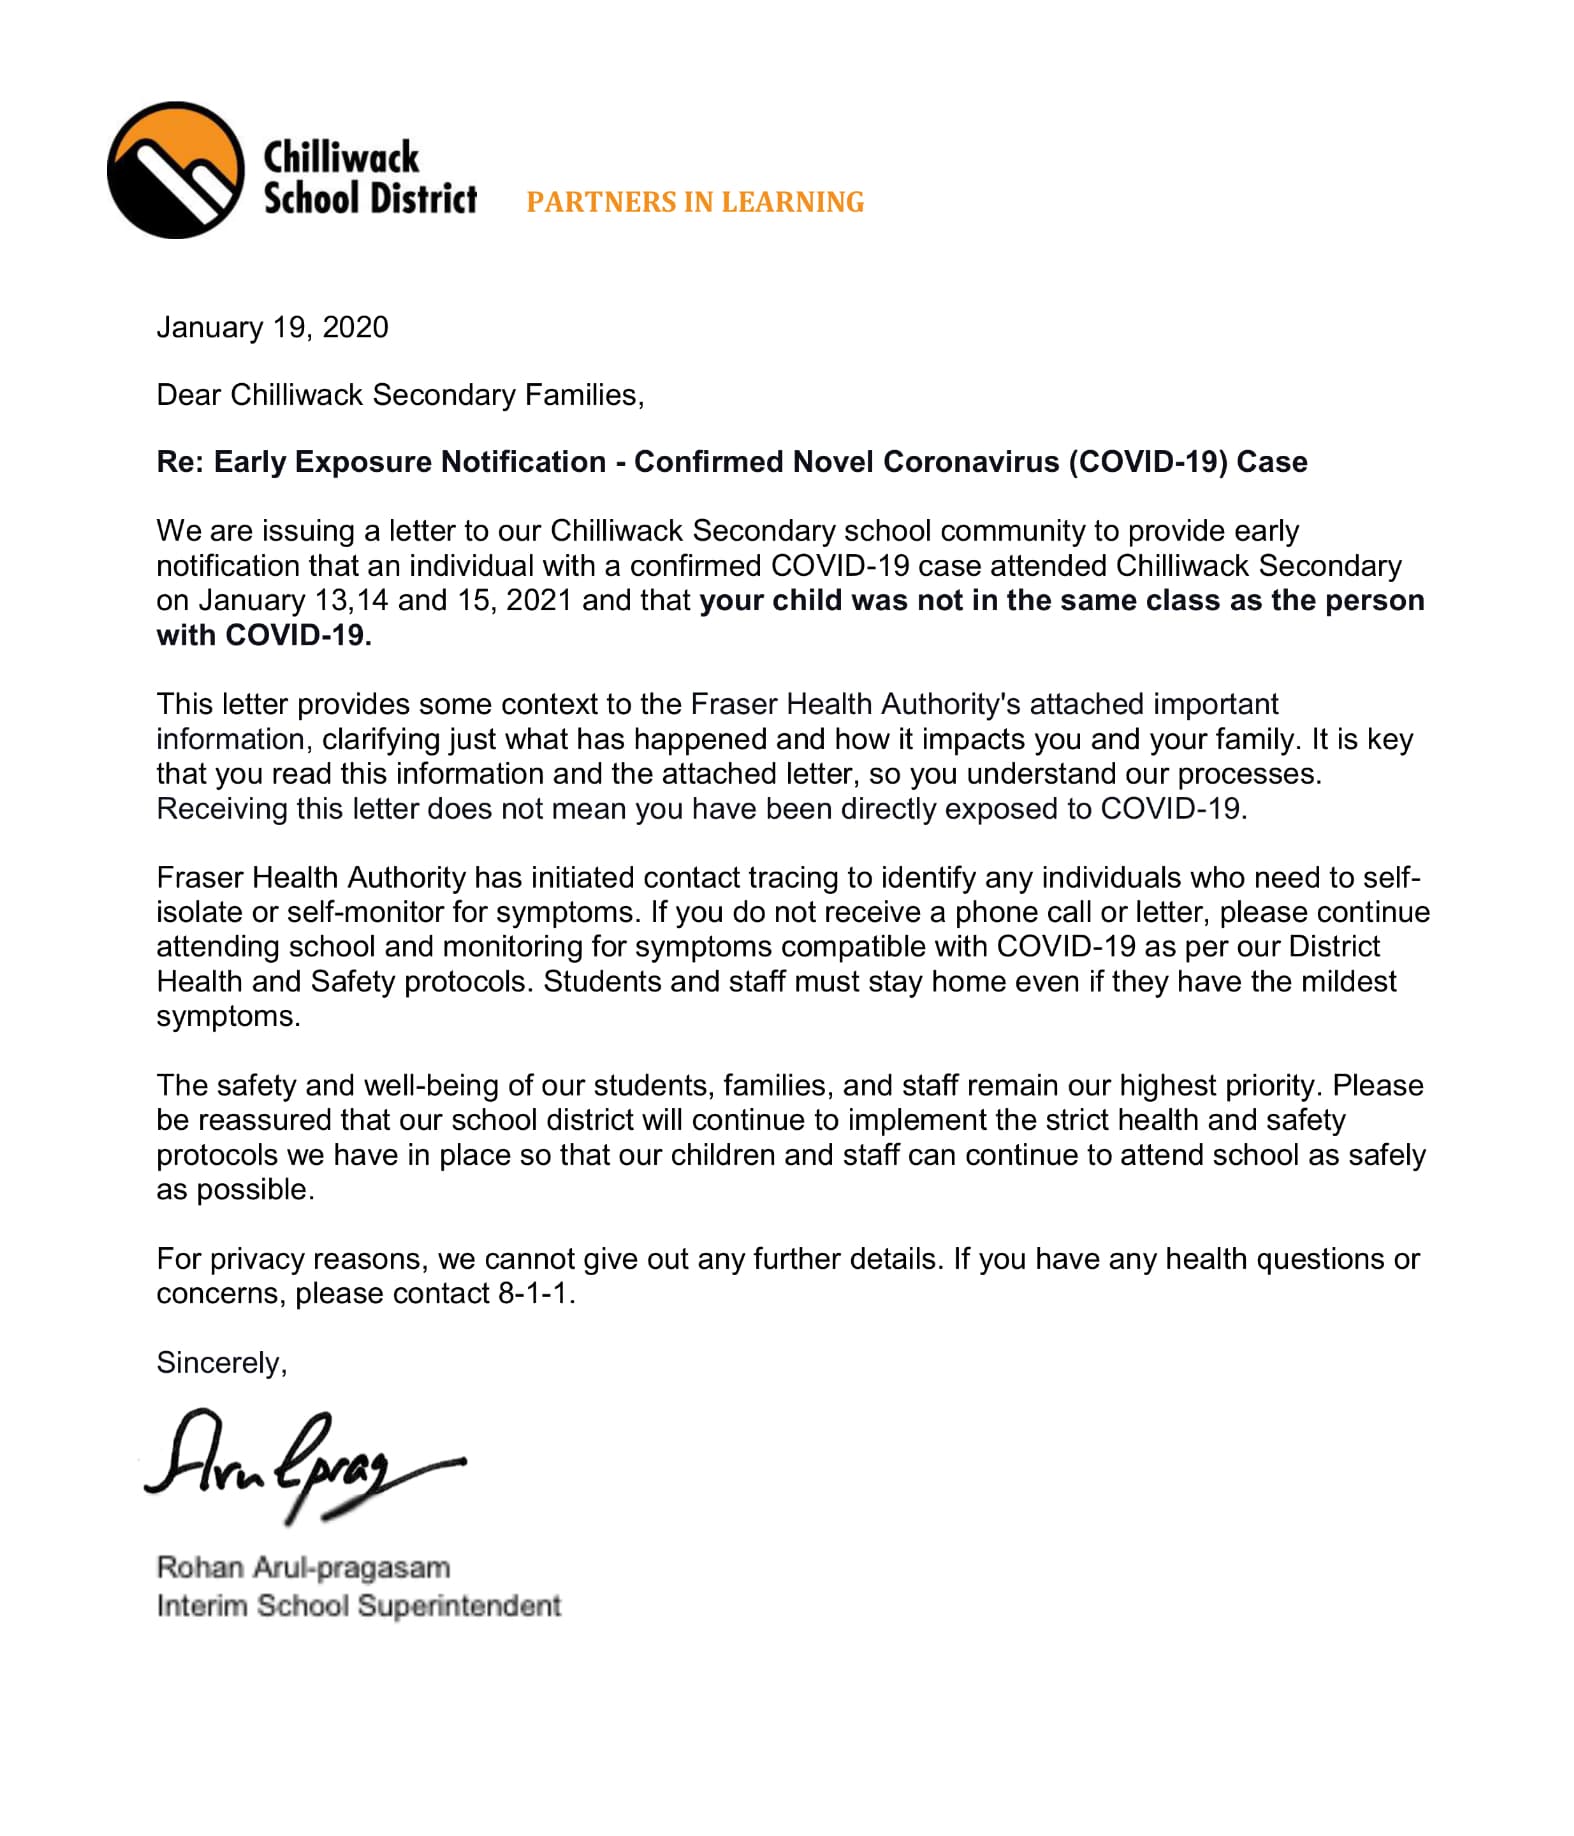 Chilliwack
School District PARTNERS IN LEARNING
January 19, 2020
Dear Chilliwack Secondary Families,
Re: Early Exposure Notification - Confirmed Novel Coronavirus (COVID-19) Case
We are issuing a letter to our Chilliwack Secondary school community to provide early
notification that an individual with a confirmed COVID-19 case attended Chilliwack Secondary
on January 13,14 and 15, 2021 and that your child was not in the same class as the person
with COVID-19.
This letter provides some context to the Fraser Health Authority's attached important
information, clarifying just what has happened and how it impacts you and your family. It is key
that you read this information and the attached letter, so you understand our processes.
Receiving this letter does not mean you have been directly exposed to COVID-19.
Fraser Health Authority has initiated contact tracing to identify any individuals who need to self-
isolate or self-monitor for symptoms. If you do not receive a phone call or letter, please continue
attending school and monitoring for symptoms compatible with COVID-19 as per our District
Health and Safety protocols. Students and staff must stay home even if they have the mildest
symptoms.
The safety and well-being of our students, families, and staff remain our highest priority. Please
be reassured that our school district will continue to implement the strict health and safety
protocols we have in place so that our children and staff can continue to attend school as safely
as possible.
For privacy reasons, we cannot give out any further details. If you have any health questions or
concerns, please contact 8-1-1.
Sincerely,
Arulprag
Rohan Arul-pragasam
Interim School Superintendent